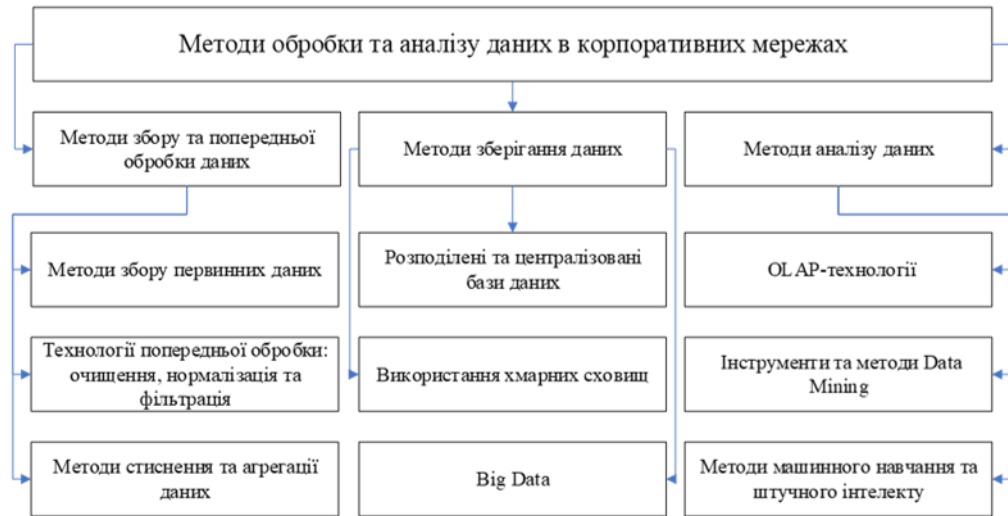 Методи обробки та аналізу даних в корпоративних мережах
Методи збору та попередньої
обробки даних
Методи зберігання даних
Методи аналізу даних
Методи збору первинних даних
Розподілені та централізовані
бази даних
OLAP-технології
Технології попередньої обробки:
очищення, нормалізація та
фільтрація
Використання хмарних сховищ
Інструменти та методи Data
Mining
Методи стиснення та агрегації
даних
Big Data
Методи машинного навчання та
штучного інтелекту